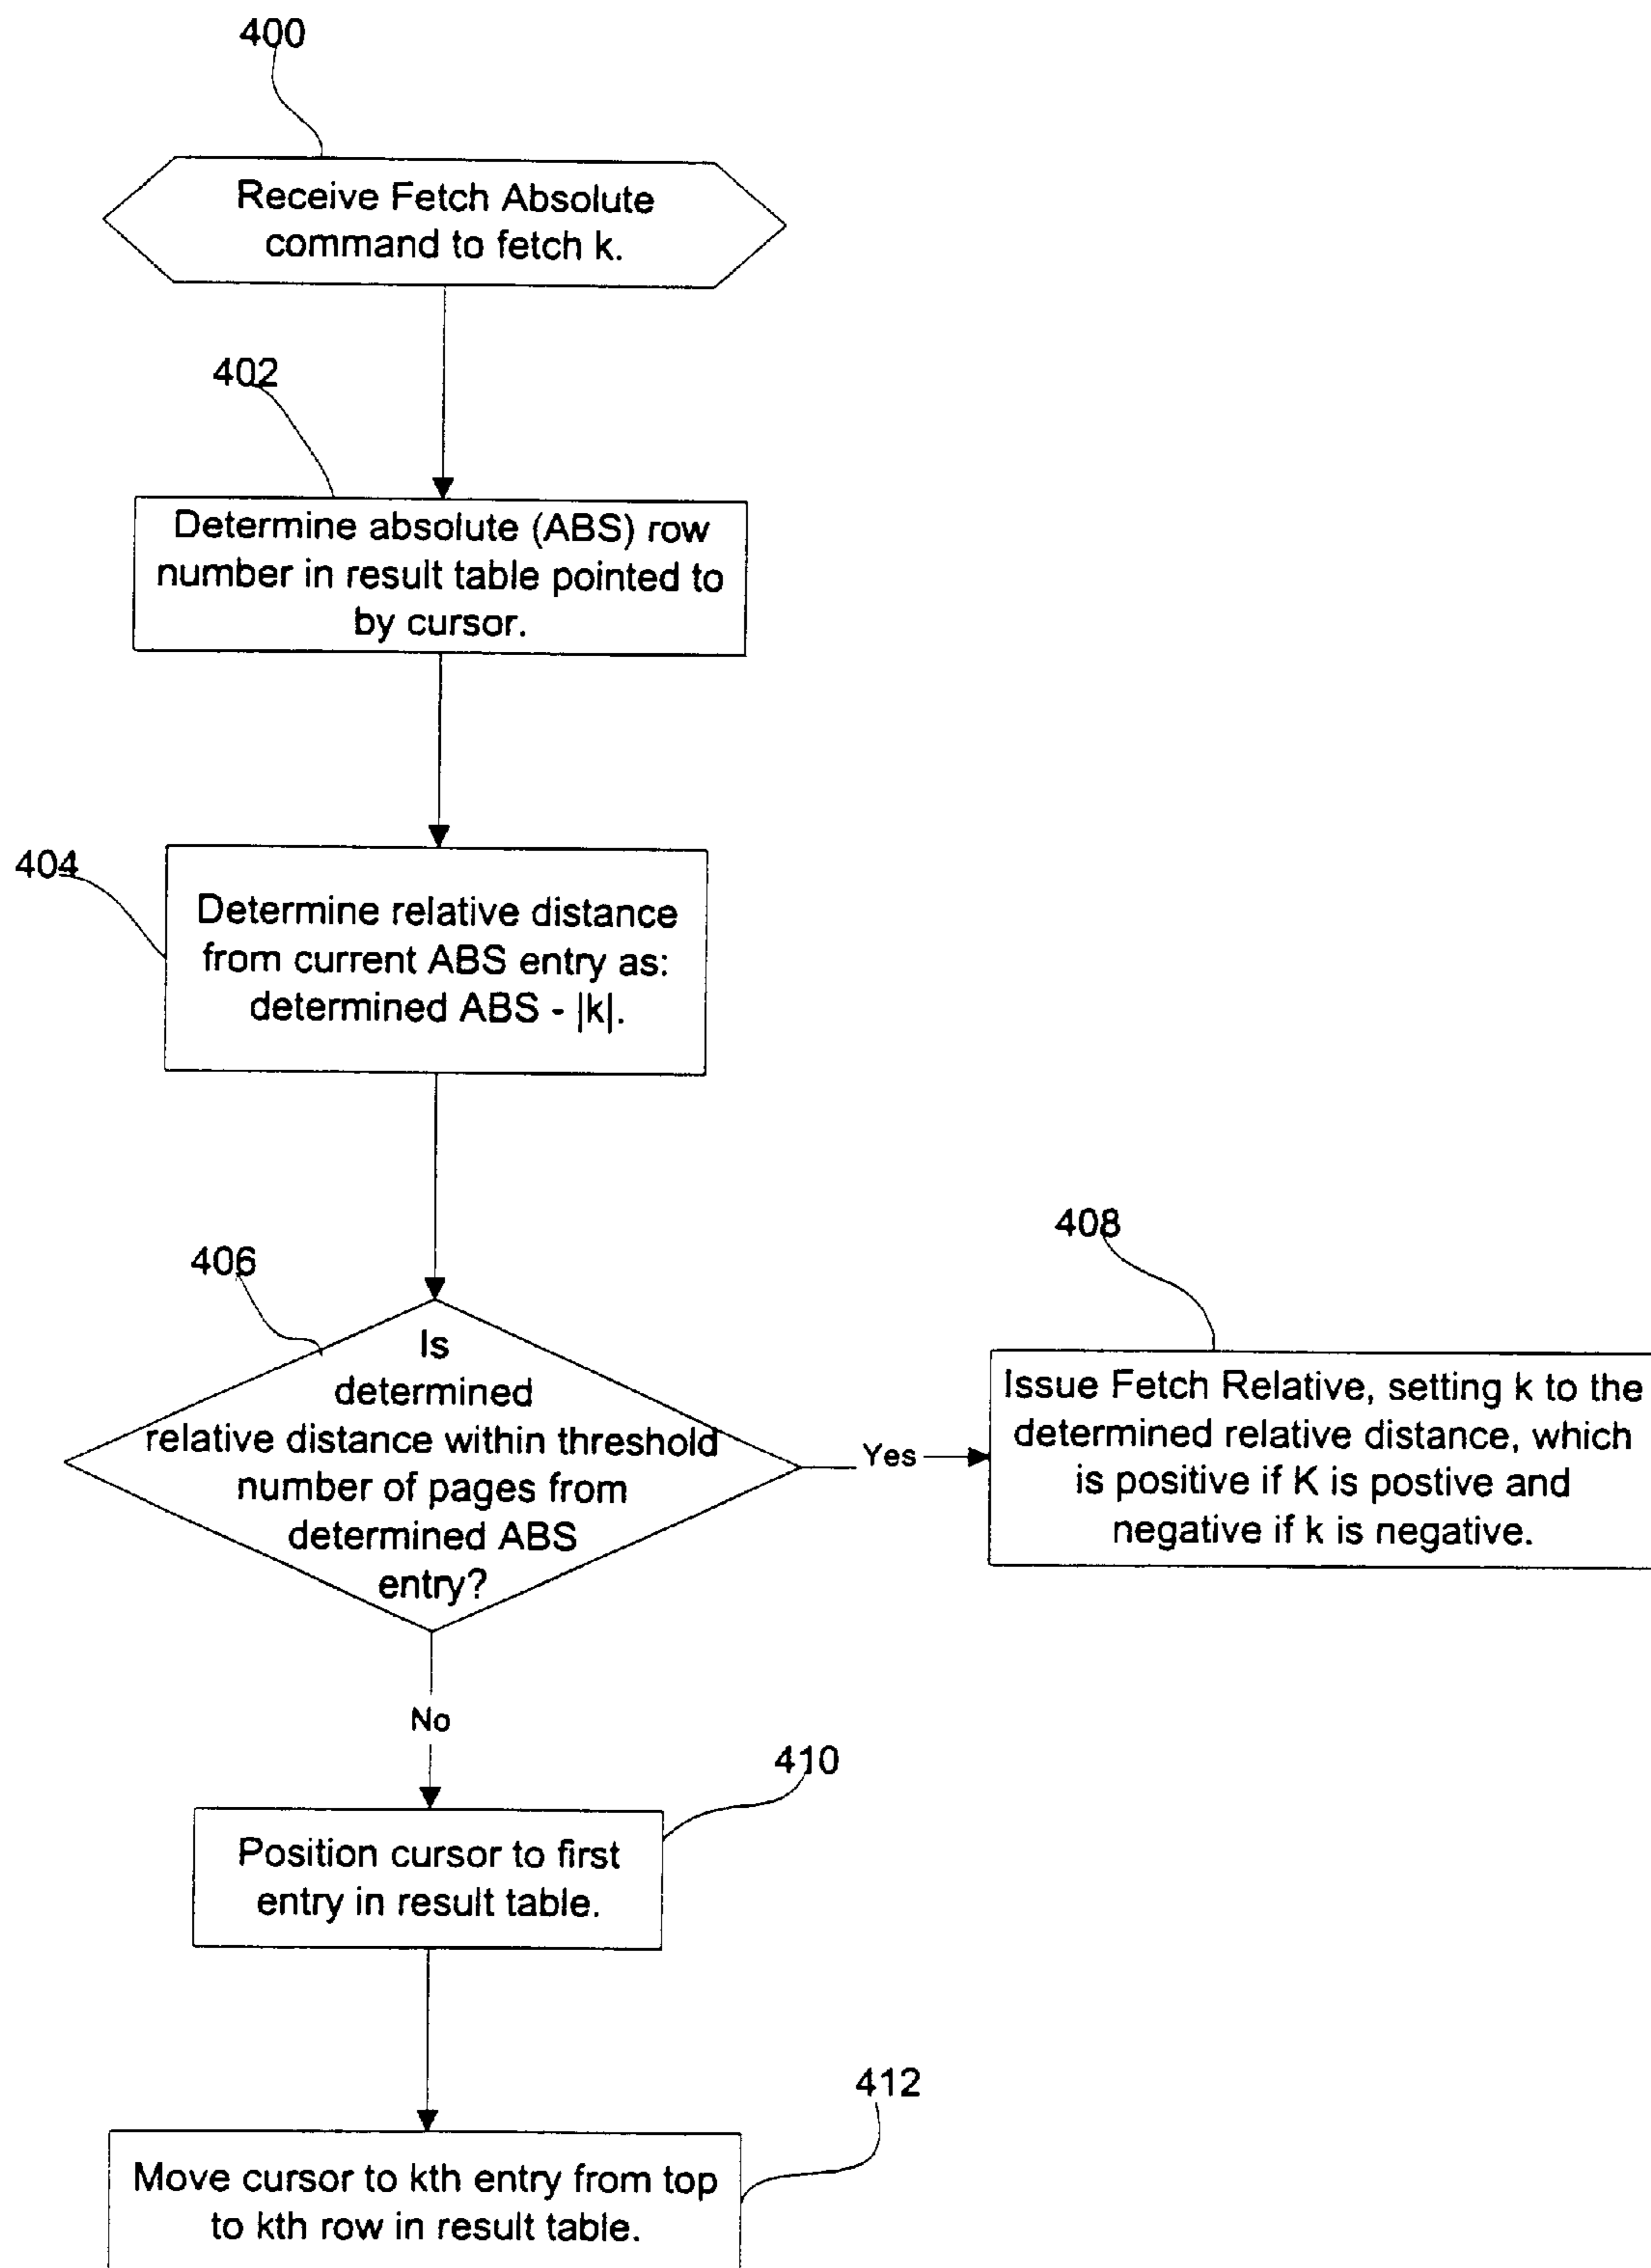 400
Receive Fetch Absolute
command to fetch k.
402
Determine absolute (ABS) row
number in result table pointed to
by cursor.
404
Determine relative distance
from current ABS entry as:
determined ABS - |k|.
406
Is
determined
relative distance within threshold
number of pages from
determined ABS
entry?
Yes
408
Issue Fetch Relative, setting k to the
determined relative distance, which
is positive if K is postive and
negative if k is negative.
No
410
Position cursor to first
entry in result table.
412
Move cursor to kth entry from top
to kth row in result table.